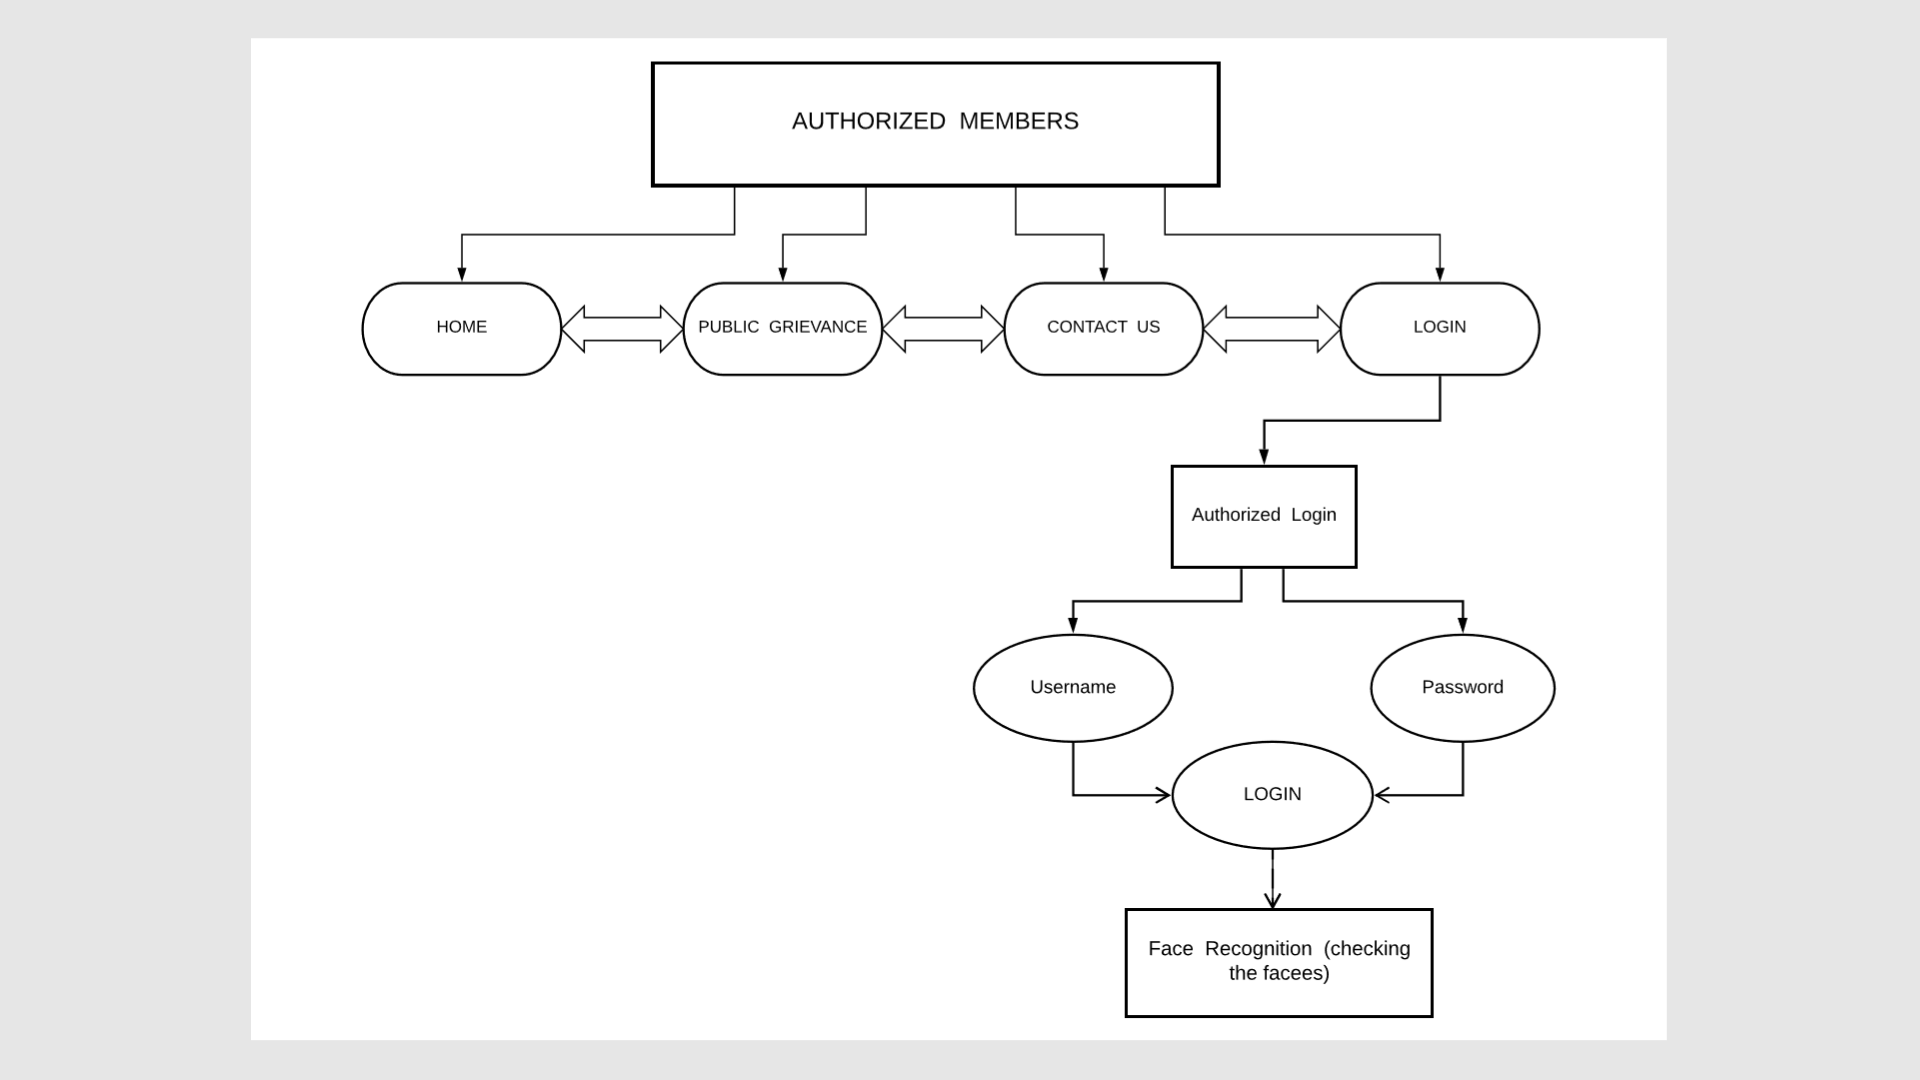 AUTHORIZED MEMBERS
HOME
PUBLIC GRIEVANCE
CONTACT US
LOGIN
Authorized Login
Username
Password
LOGIN
Face Recognition (checking
the facees)